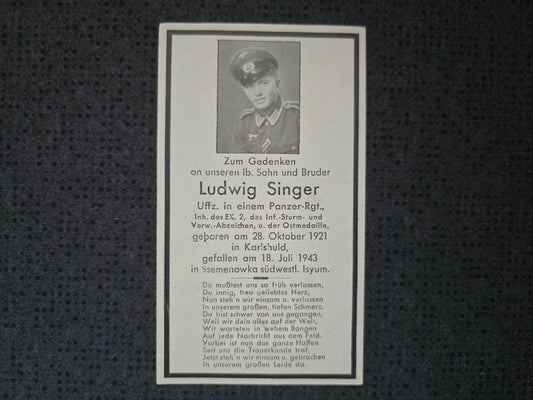 Zum Gedenken
an unseren lb. Sohn und Bruder
Ludwig Singer
Uffz. in einem Panzer-Rgt.,
Inh. des EK. 2, des Inf.-Sturm- und
Verw.-Abzeichen, u. der Ostmedaille,
geboren am 28. Oktober 1921
in Karlshuld,
gefallen am 18. Juli 1943
in Ssemenowka südwestl. Isyum.
Du mußtest uns so früh verlassen,
Du innig, treu geliebtes Herz,
Nun steh'n wir einsam u. verlossen
In unserem großen, tiefen Schmerz.
Du bist schwer von uns gegangen,
Weil wir dein alles auf der Welt,
Wir warteten in wehem Bangen
Auf jede Nachricht aus dem Feld.
Vorbei ist nun das ganze Hoffen
Seit uns die Trauerkunde traf,
Jetzt steh'n wir einsam u. gebrochen
In unserem großen Leide da.